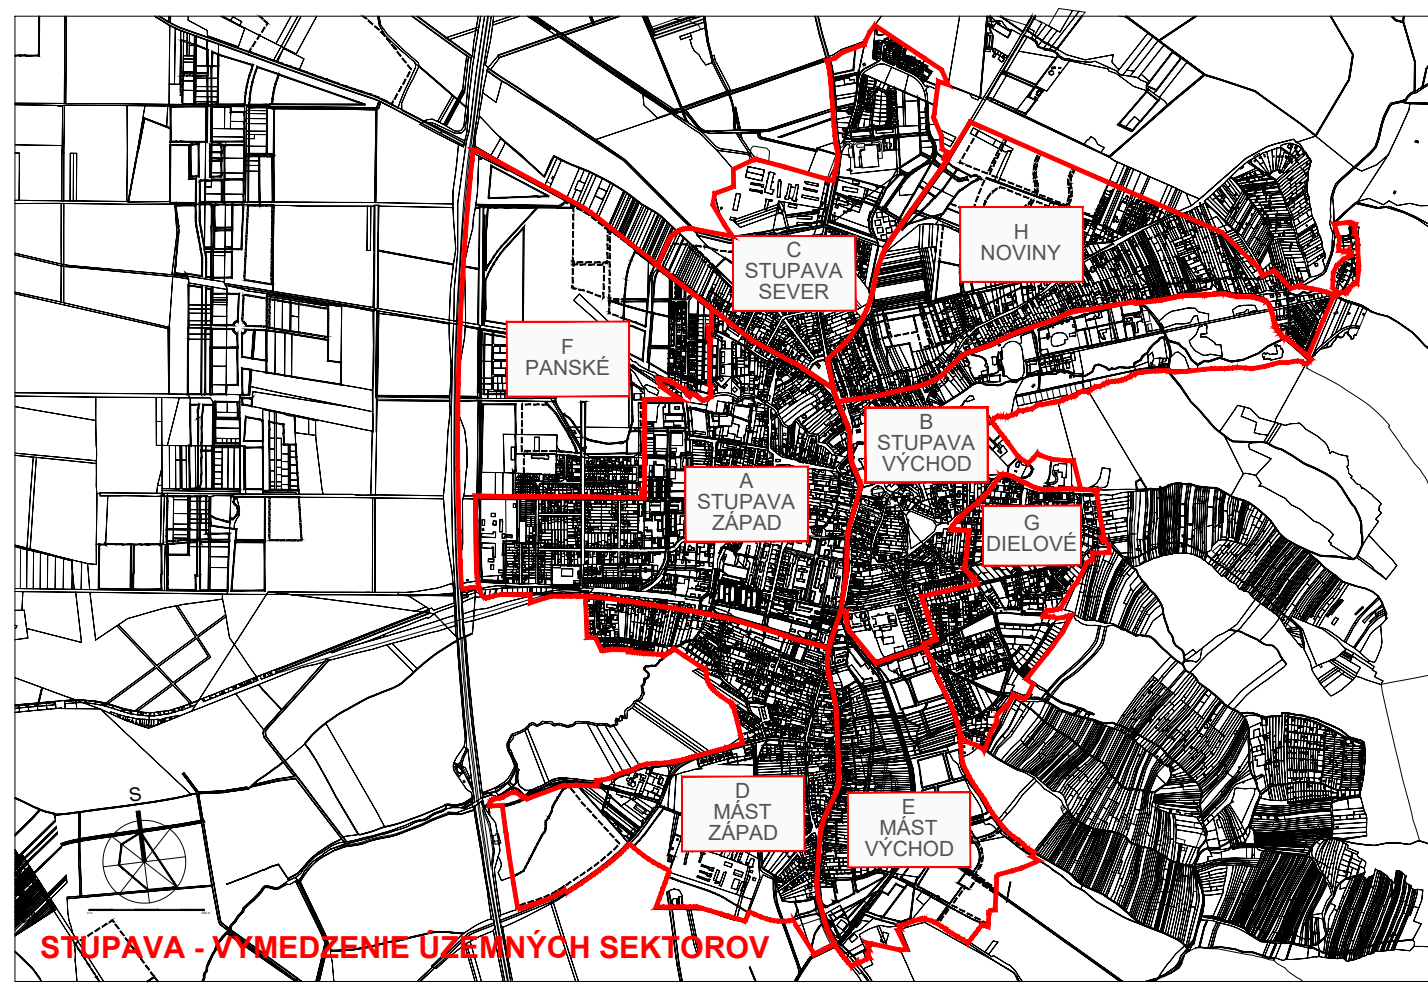 H
NOVINY
C
STUPAVA
SEVER
F
PANSKÉ
B
STUPAVA
VÝCHOD
A
STUPAVA
ZÁPAD
G
DIELOVÉ
D
MÁST
ZÁPAD
E
MÁST
VÝCHOD
S
STUPAVA - VYMEDZENIE ÚZEMNÝCH SEKTOROV